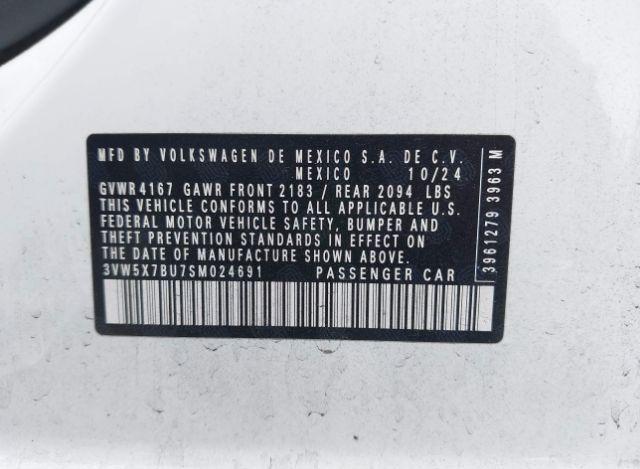 MFD BY VOLKSWAGEN DE MEXICO S.A. DE C.V.
MEXICO 10/24
GVWR 4167 GAWR FRONT 2183 / REAR 2094 LBS
THIS VEHICLE CONFORMS TO ALL APPLICABLE U.S.
FEDERAL MOTOR VEHICLE SAFETY, BUMPER AND
THEFT PREVENTION STANDARDS IN EFFECT ON
THE DATE OF MANUFACTURE SHOWN ABOVE
3VW5X7BU7SM024691 PASSENGER CAR
3961279 3963 M